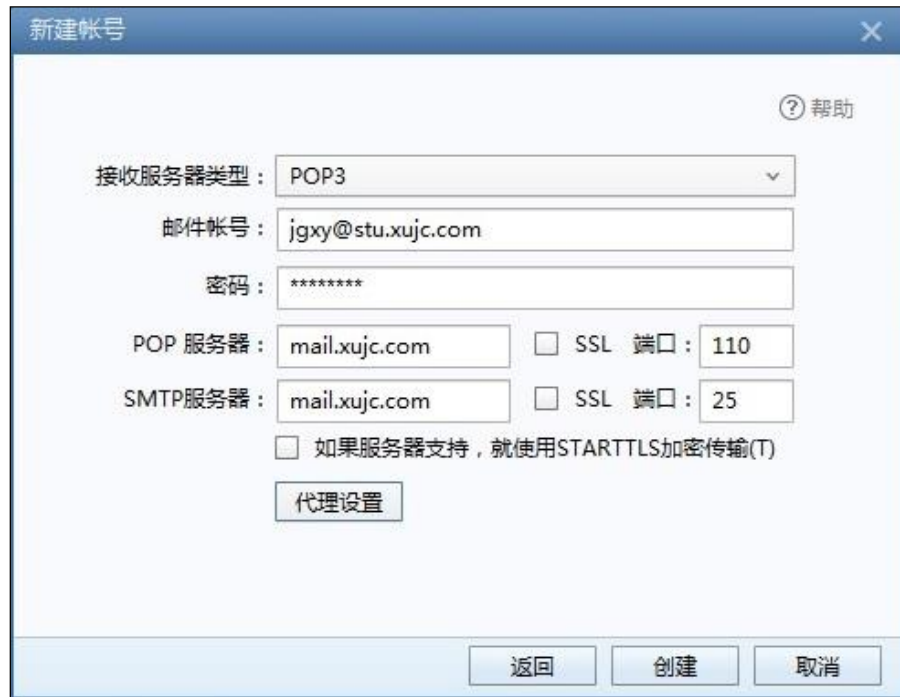 新建帐号
? 帮助
接收服务器类型： POP3
邮件帐号： jgxy@stu.xujc.com
密码： ********
POP 服务器： mail.xujc.com SSL 端口： 110
SMTP服务器： mail.xujc.com SSL 端口： 25
如果服务器支持，就使用STARTTLS加密传输(T)
代理设置
返回 创建 取消